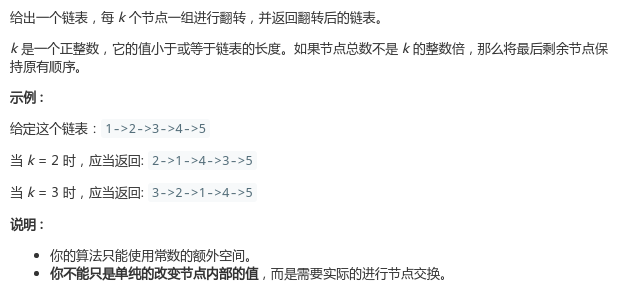 给出一个链表，每 k 个节点一组进行翻转，并返回翻转后的链表。
k 是一个正整数，它的值小于或等于链表的长度。如果节点总数不是 k 的整数倍，那么将最后剩余节点保
持原有顺序。
示例：
给定这个链表：1->2->3->4->5
当 k = 2 时，应当返回: 2->1->4->3->5
当 k = 3 时，应当返回: 3->2->1->4->5
说明：
• 你的算法只能使用常数的额外空间。
• 你不能只是单纯的改变节点内部的值，而是需要实际的进行节点交换。